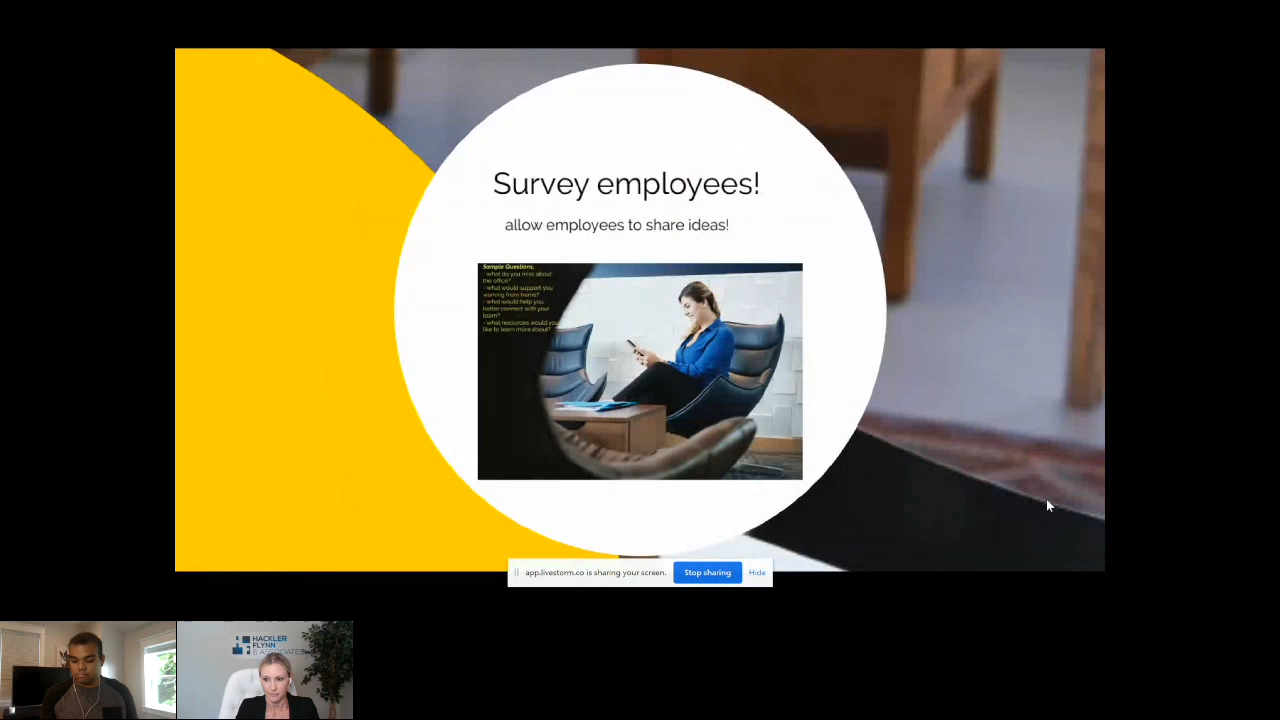 Survey employees!
allow employees to share ideas!
Sample Questions:
- what do you miss about
the office?
- what would support you
working from home?
- what would help you
better connect with your
team?
- what resources would you
like to learn more about?
app.livestorm.co is sharing your screen.
Stop sharing
Hide
HACKLER
FLYNN
& ASSOCIATES